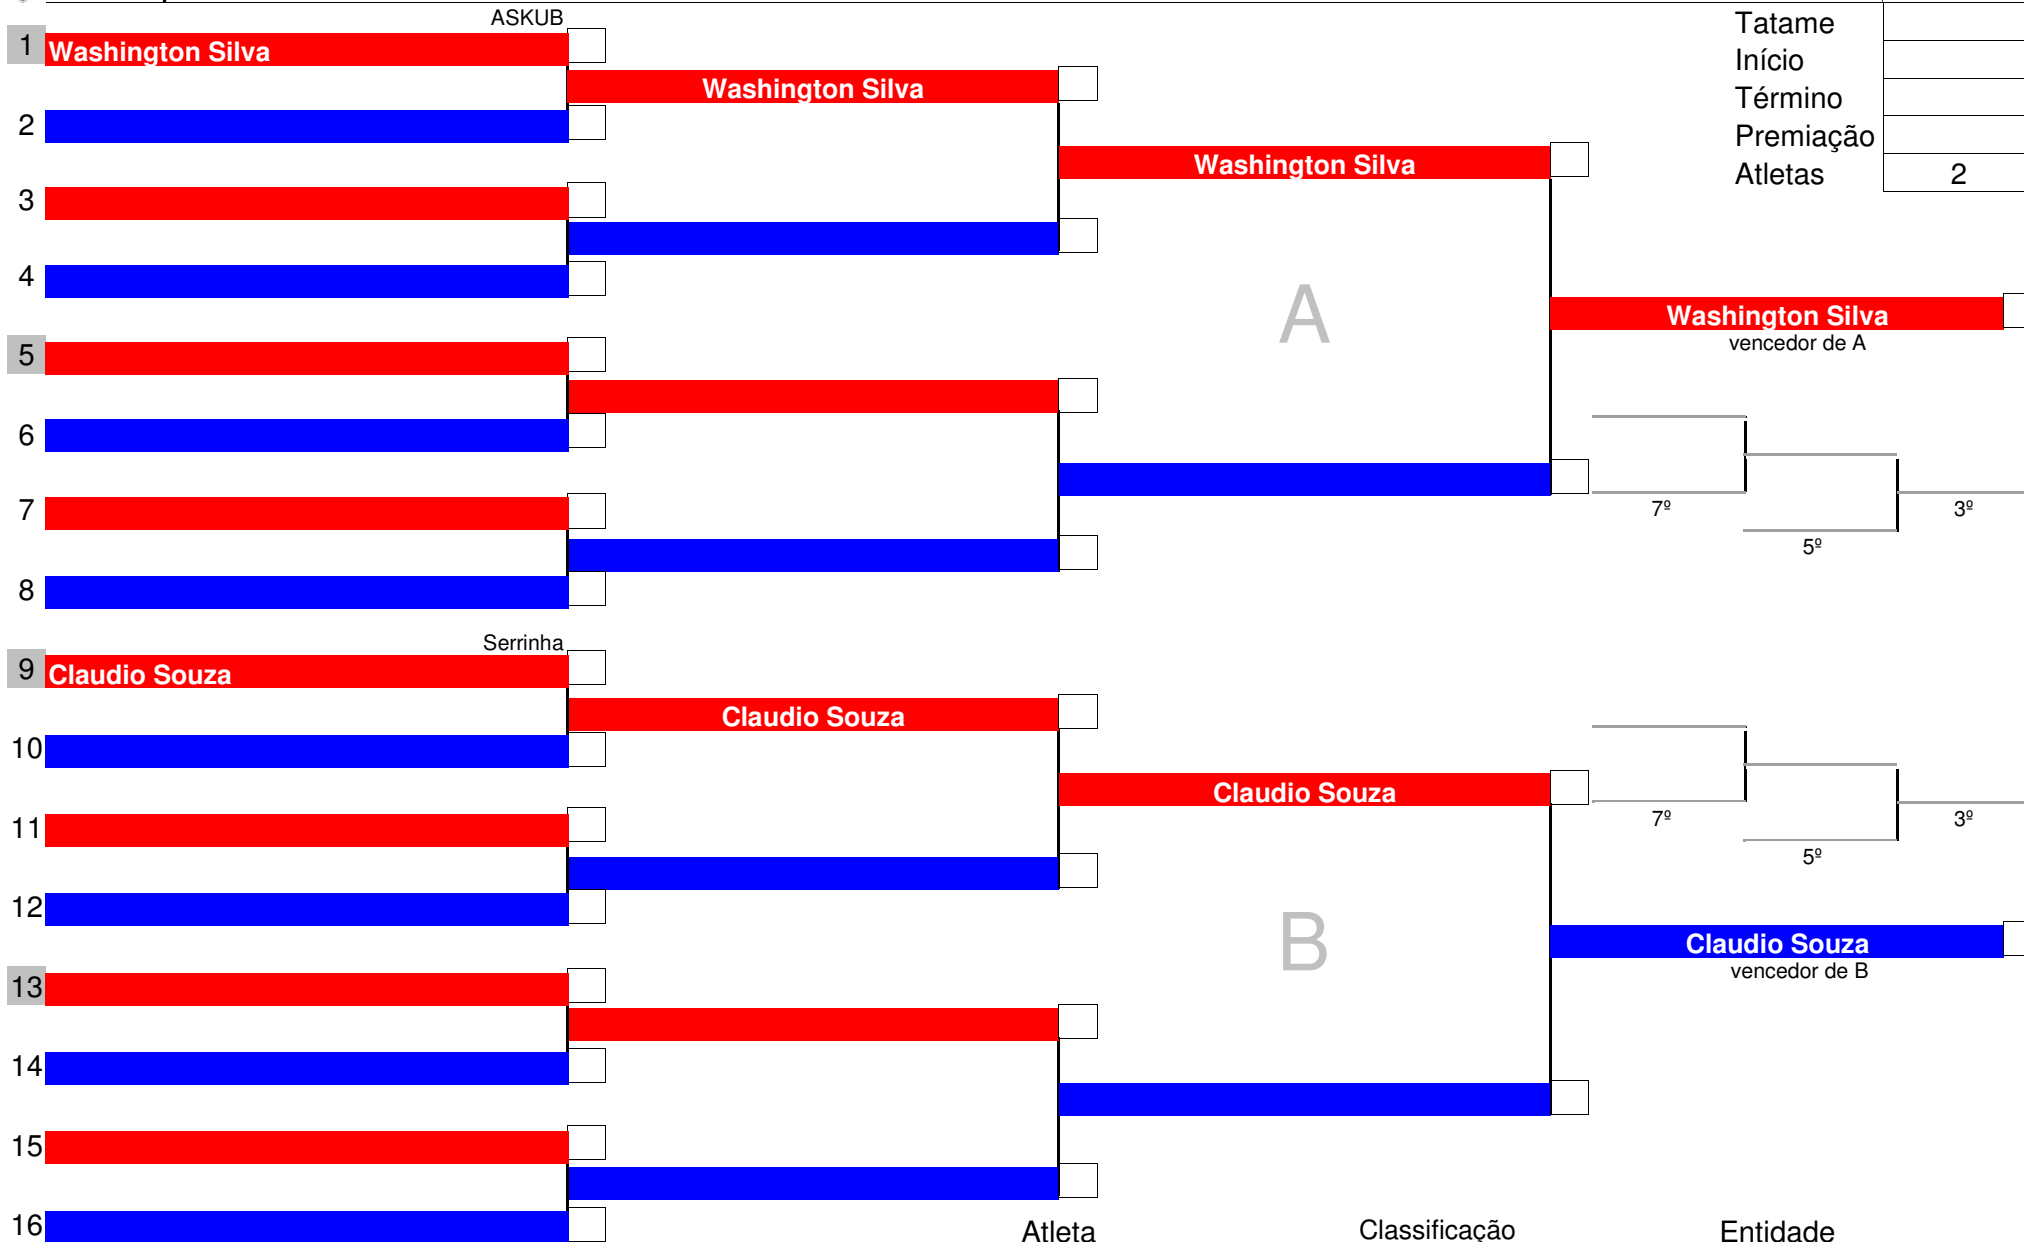 ASKUB
Tatame
1 Washington Silva
Início
Washington Silva
Término
2
Premiação
Washington Silva
Atletas 2
3
4
A
Washington Silva
vencedor de A
5
6
7
7º 3º
5º
8
Serrinha
9 Claudio Souza
Claudio Souza
10
Claudio Souza
11
7º 3º
5º
12
B
Claudio Souza
vencedor de B
13
14
15
16
Atleta Classificação Entidade